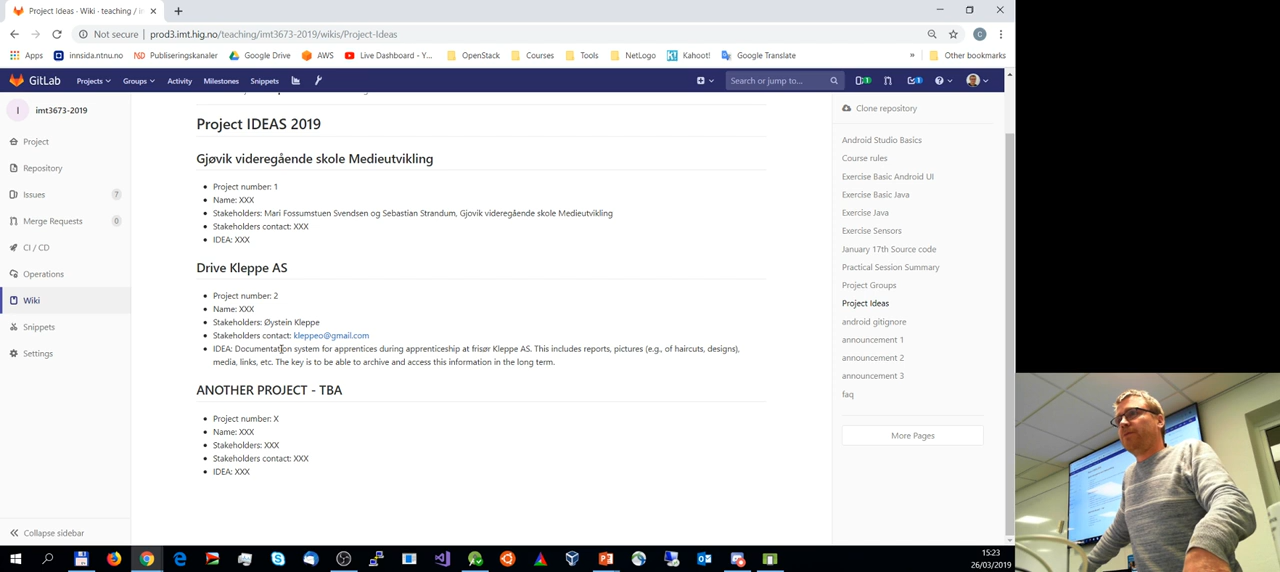 Project Ideas - Wiki - teaching / i
Not secure | prod3.imt.hig.no/teaching/imt3673-2019/wikis/Project-Ideas
Apps innsida.ntnu.no Publiseringskanaler Google Drive AWS Live Dashboard - Y... OpenStack Courses Tools NetLogo Kahoot! Google Translate » Other bookmarks
GitLab Projects Groups Activity Milestones Snippets Search or jump to... 1 1
I imt3673-2019
Project
Repository
Issues 7
Merge Requests 0
CI / CD
Operations
Wiki
Snippets
Settings
Collapse sidebar
Project IDEAS 2019
Gjøvik videregående skole Medieutvikling
Project number: 1
Name: XXX
Stakeholders: Mari Fossumstuen Svendsen og Sebastian Strandum, Gjovik videregående skole Medieutvikling
Stakeholders contact: XXX
IDEA: XXX
Drive Kleppe AS
Project number: 2
Name: XXX
Stakeholders: Øystein Kleppe
Stakeholders contact: kleppeo@gmail.com
IDEA: Documentation system for apprentices during apprenticeship at frisør Kleppe AS. This includes reports, pictures (e.g., of haircuts, designs),
media, links, etc. The key is to be able to archive and access this information in the long term.
ANOTHER PROJECT - TBA
Project number: X
Name: XXX
Stakeholders: XXX
Stakeholders contact: XXX
IDEA: XXX
Clone repository
Android Studio Basics
Course rules
Exercise Basic Android UI
Exercise Basic Java
Exercise Java
Exercise Sensors
January 17th Source code
Practical Session Summary
Project Groups
Project Ideas
android gitignore
announcement 1
announcement 2
announcement 3
faq
More Pages
15:23
26/03/2019